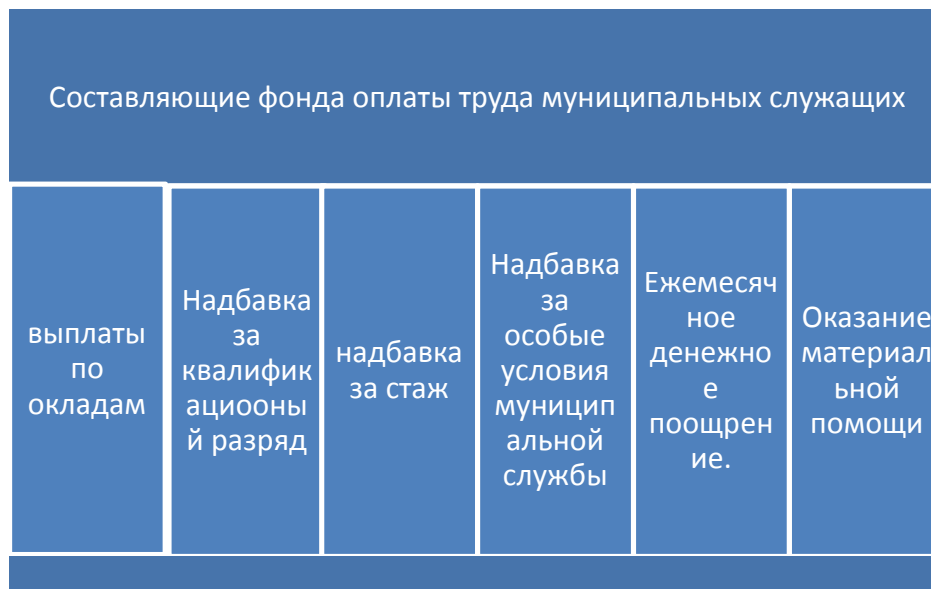 Составляющие фонда оплаты труда муниципальных служащих
выплаты
по
окладам
Надбавка
за
квалифик
ациооны
й разряд
надбавка
за стаж
Надбавка
за
особые
условия
муницип
альной
службы
Ежемесяч
ное
денежно
е
поощрен
ие.
Оказание
материал
ьной
помощи